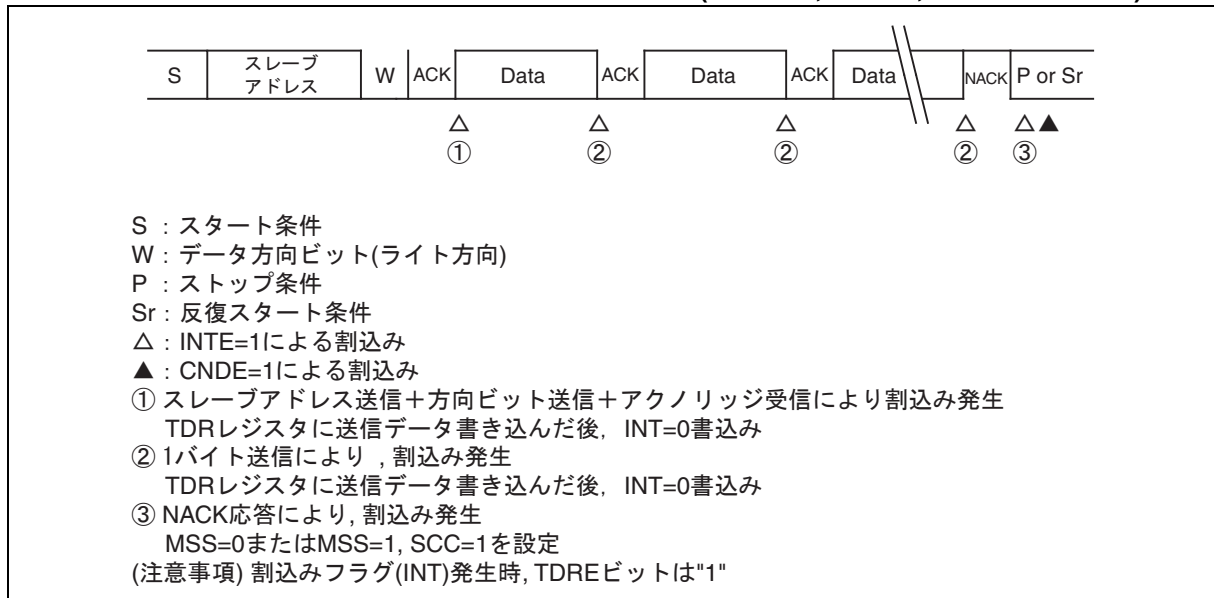 S スレーブ アドレス W ACK Data ACK Data ACK Data NACK P or Sr
△ △ △ △ △▲
① ② ② ② ③
S : スタート条件
W : データ方向ビット(ライト方向)
P : ストップ条件
Sr : 反復スタート条件
△ : INTE=1による割込み
▲ : CNDE=1による割込み
① スレーブアドレス送信＋方向ビット送信＋アクノリッジ受信により割込み発生
TDRレジスタに送信データ書き込んだ後, INT=0書込み
② 1バイト送信により , 割込み発生
TDRレジスタに送信データ書き込んだ後, INT=0書込み
③ NACK応答により, 割込み発生
MSS=0またはMSS=1, SCC=1を設定
(注意事項) 割込みフラグ(INT)発生時, TDREビットは"1"